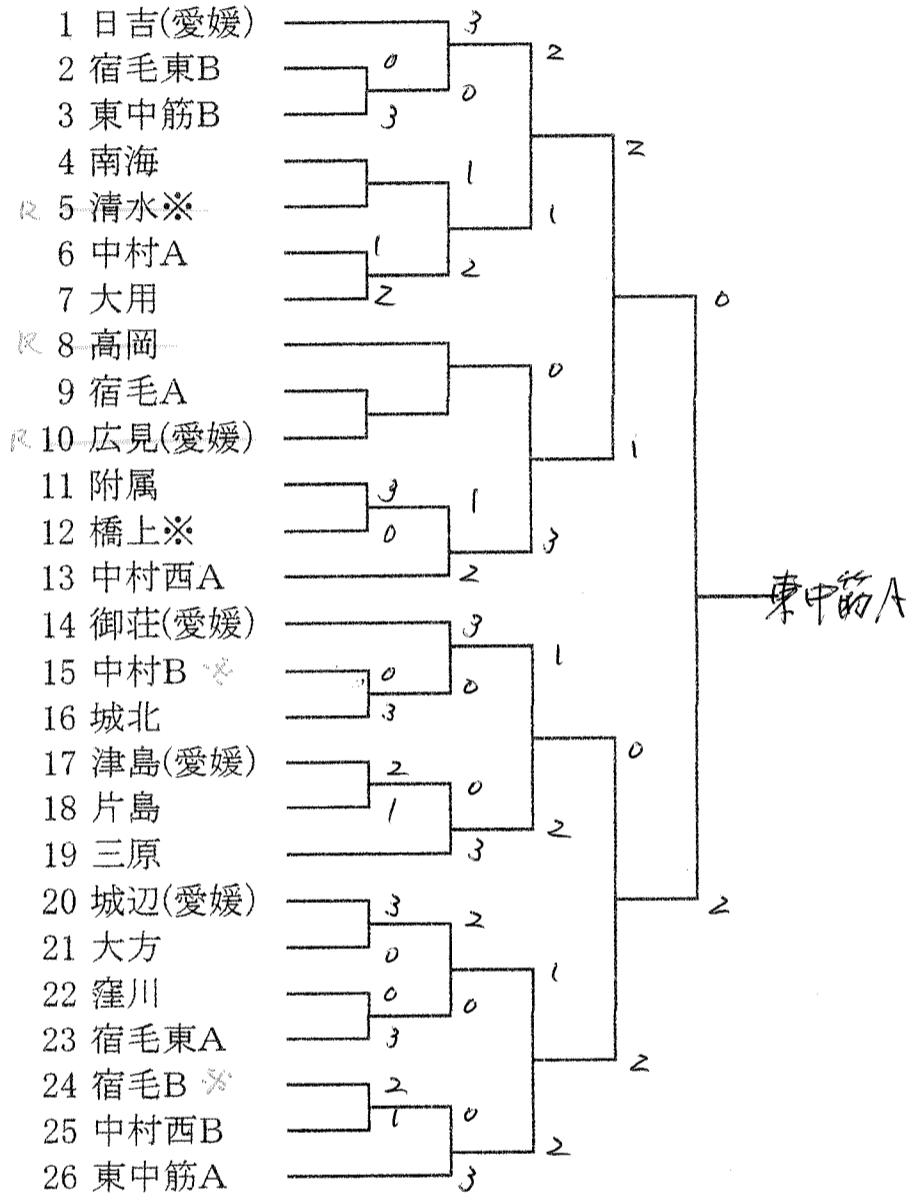 1 日吉(愛媛) 3
2
2 宿毛東B 0
0
3 東中筋B 3
2
4 南海
1
R 5 清水※
1
6 中村A 1
2
7 大用 2
0
R 8 高岡
0
9 宿毛A
R 10 広見(愛媛)
1
11 附属 3
1
12 橋上※ 0
3
13 中村西A 2
東中筋A
14 御荘(愛媛) 3
1
15 中村B ※ 0
0
16 城北 3
0
17 津島(愛媛) 2
0
18 片島 1
2
19 三原 3
20 城辺(愛媛) 3
2
2
21 大方 0
1
22 窪川 0
0
23 宿毛東A 3
2
24 宿毛B ※ 2
0
25 中村西B 1
2
26 東中筋A 3